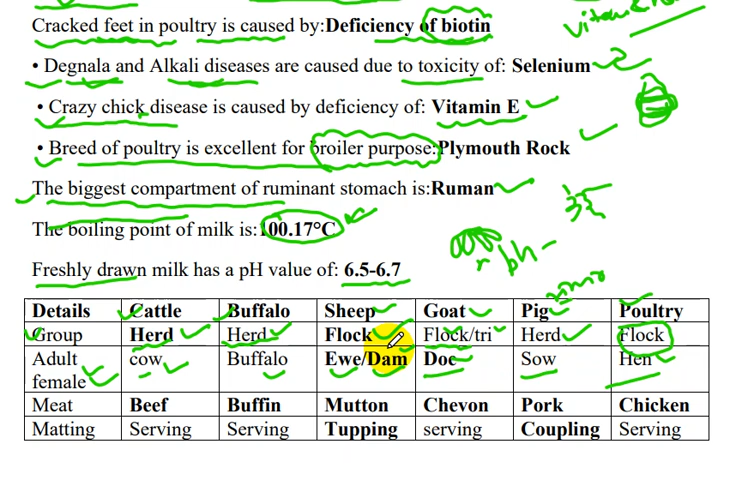 Vitamin
Cracked feet in poultry is caused by:Deficiency of biotin
• Degnala and Alkali diseases are caused due to toxicity of: Selenium
• Crazy chick disease is caused by deficiency of: Vitamin E
• Breed of poultry is excellent for broiler purpose:Plymouth Rock
The biggest compartment of ruminant stomach is:Ruman
The boiling point of milk is:100.17°C
Freshly drawn milk has a pH value of: 6.5-6.7
ph-
Details Cattle Buffalo Sheep Goat Pig Poultry
Group Herd Herd Flock Flock/tri Herd Flock
Adult female cow Buffalo Ewe/Dam Doe Sow Hen
Meat Beef Buffin Mutton Chevon Pork Chicken
Matting Serving Serving Tupping serving Coupling Serving